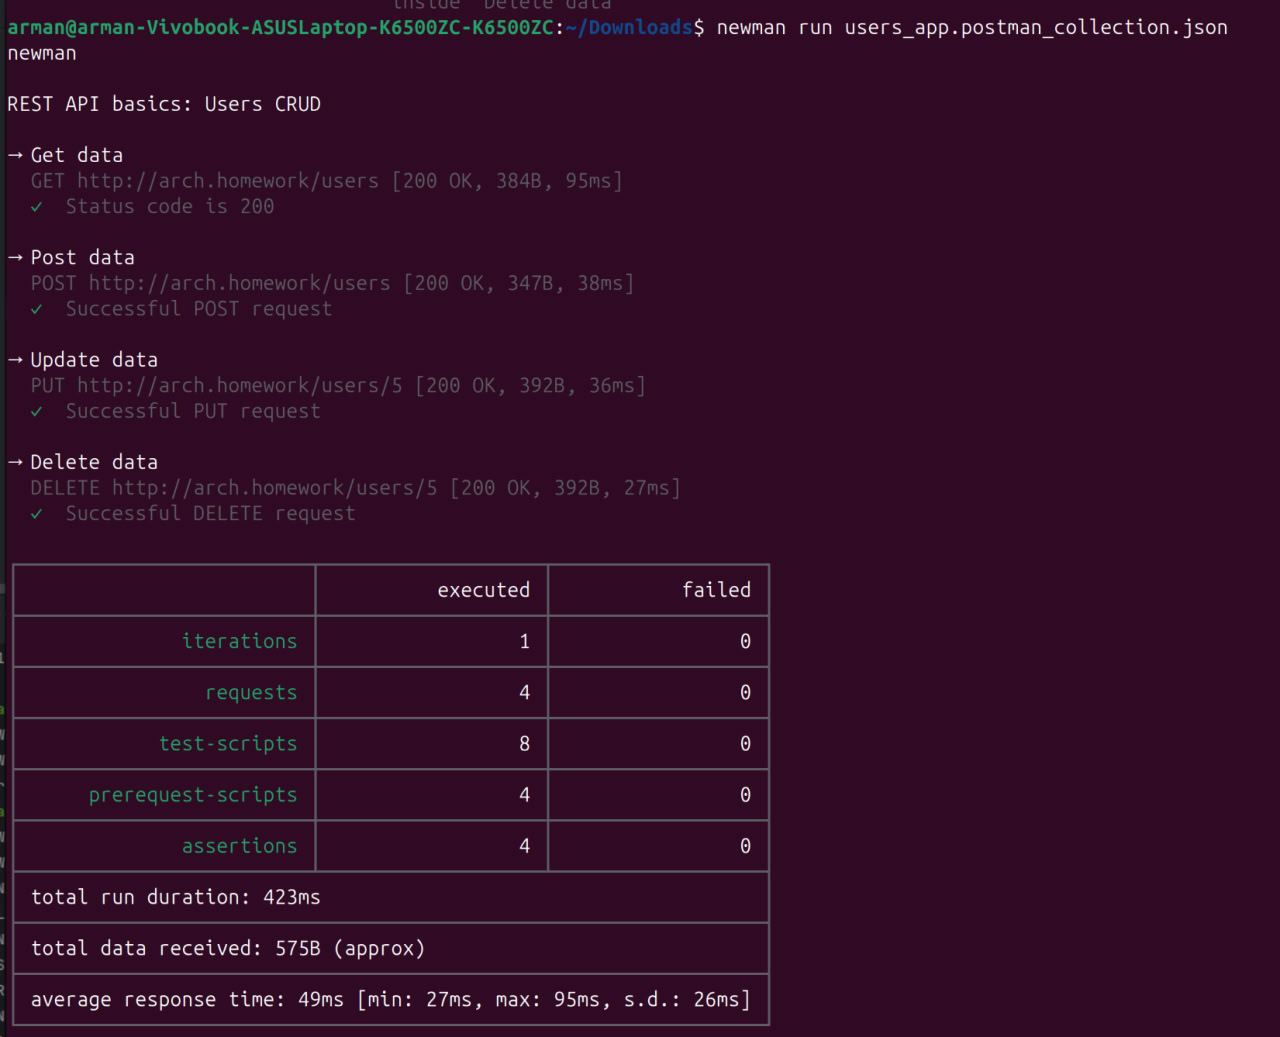 inside "Delete data"
arman@arman-Vivobook-ASUSLaptop-K6500ZC-K6500ZC:~/Downloads$ newman run users_app.postman_collection.json
newman
REST API basics: Users CRUD
→ Get data
GET http://arch.homework/users [200 OK, 384B, 95ms]
✓ Status code is 200
→ Post data
POST http://arch.homework/users [200 OK, 347B, 38ms]
✓ Successful POST request
→ Update data
PUT http://arch.homework/users/5 [200 OK, 392B, 36ms]
✓ Successful PUT request
→ Delete data
DELETE http://arch.homework/users/5 [200 OK, 392B, 27ms]
✓ Successful DELETE request
executed failed
iterations 1 0
requests 4 0
test-scripts 8 0
prerequest-scripts 4 0
assertions 4 0
total run duration: 423ms
total data received: 575B (approx)
average response time: 49ms [min: 27ms, max: 95ms, s.d.: 26ms]